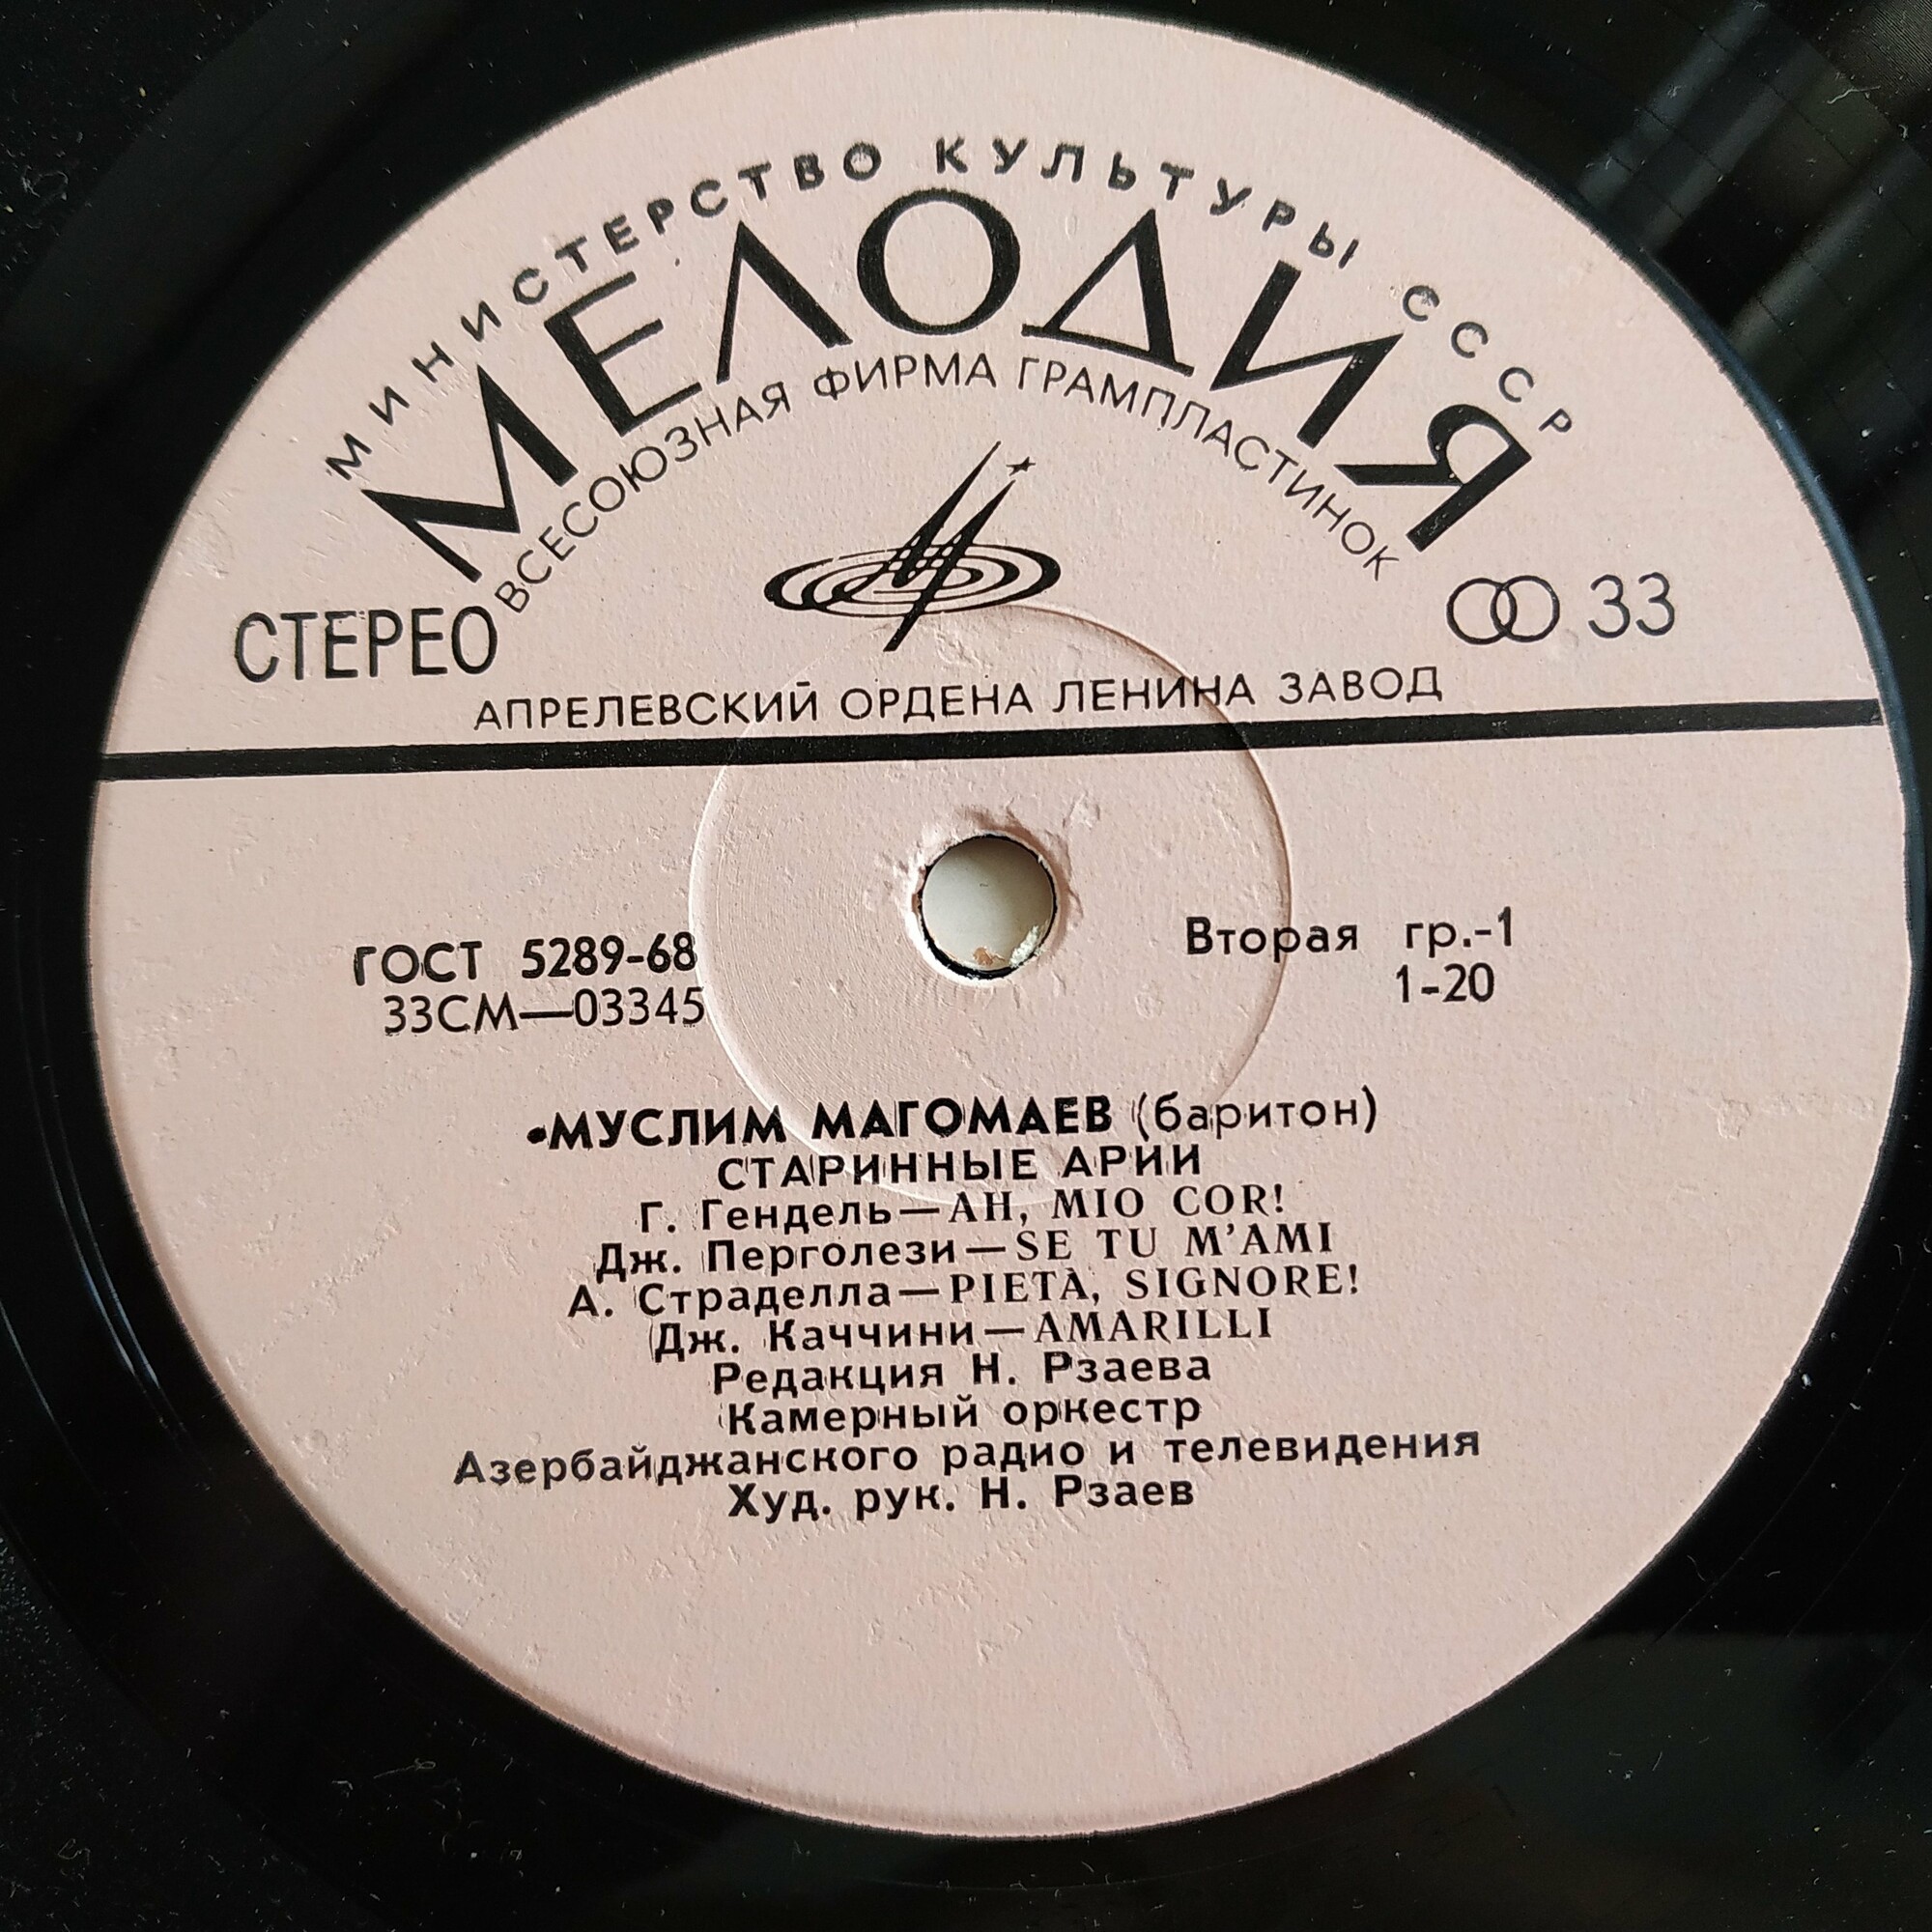 МИНИСТЕРСТВО КУЛЬТУРЫ СССР
МЕЛОДИЯ
ВСЕСОЮЗНАЯ ФИРМА ГРАМПЛАСТИНОК
СТЕРЕО
33
АПРЕЛЕВСКИЙ ОРДЕНА ЛЕНИНА ЗАВОД
ГОСТ 5289-68
33СМ—03345
Вторая гр.-1
1-20
МУСЛИМ МАГОМАЕВ (баритон)
СТАРИННЫЕ АРИИ
Г. Гендель—AH, MIO COR!
Дж. Перголези—SE TU M'AMI
А. Страделла—PIETÀ, SIGNORE!
Дж. Каччини—AMARILLI
Редакция Н. Рзаева
Камерный оркестр
Азербайджанского радио и телевидения
Худ. рук. Н. Рзаев